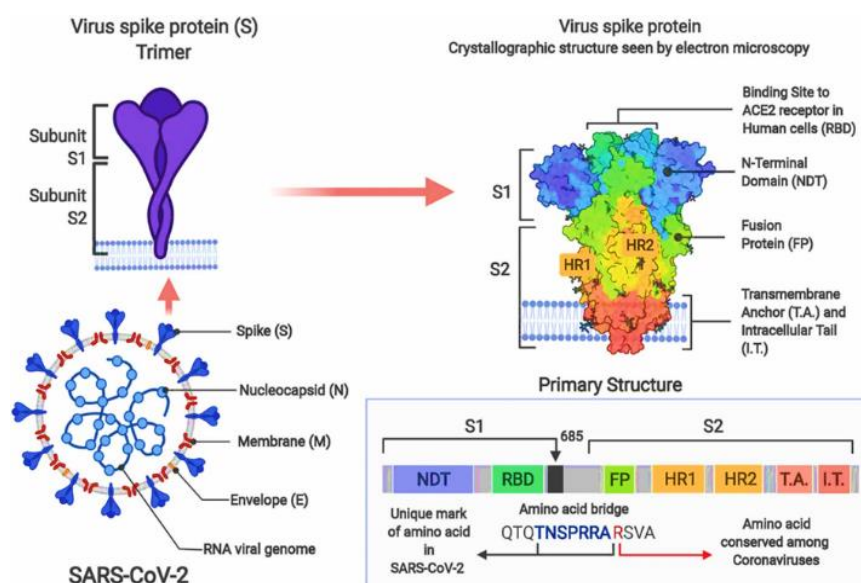 Virus spike protein (S)
Trimer
Subunit
S1
Subunit
S2
Virus spike protein
Crystallographic structure seen by electron microscopy
Binding Site to
ACE2 receptor in
Human cells (RBD)
N-Terminal
Domain (NDT)
Fusion
Protein (FP)
Transmembrane
Anchor (T.A.) and
Intracellular Tail
(I.T.)
S1
S2
HR2
HR1
Spike (S)
Nucleocapsid (N)
Membrane (M)
Envelope (E)
RNA viral genome
SARS-CoV-2
Primary Structure
S1
685
S2
NDT RBD FP HR1 HR2 T.A. I.T.
Unique mark
of amino acid
in
SARS-CoV-2
Amino acid bridge
QTQTNSPRRARSVA
Amino acid
conserved among
Coronaviruses